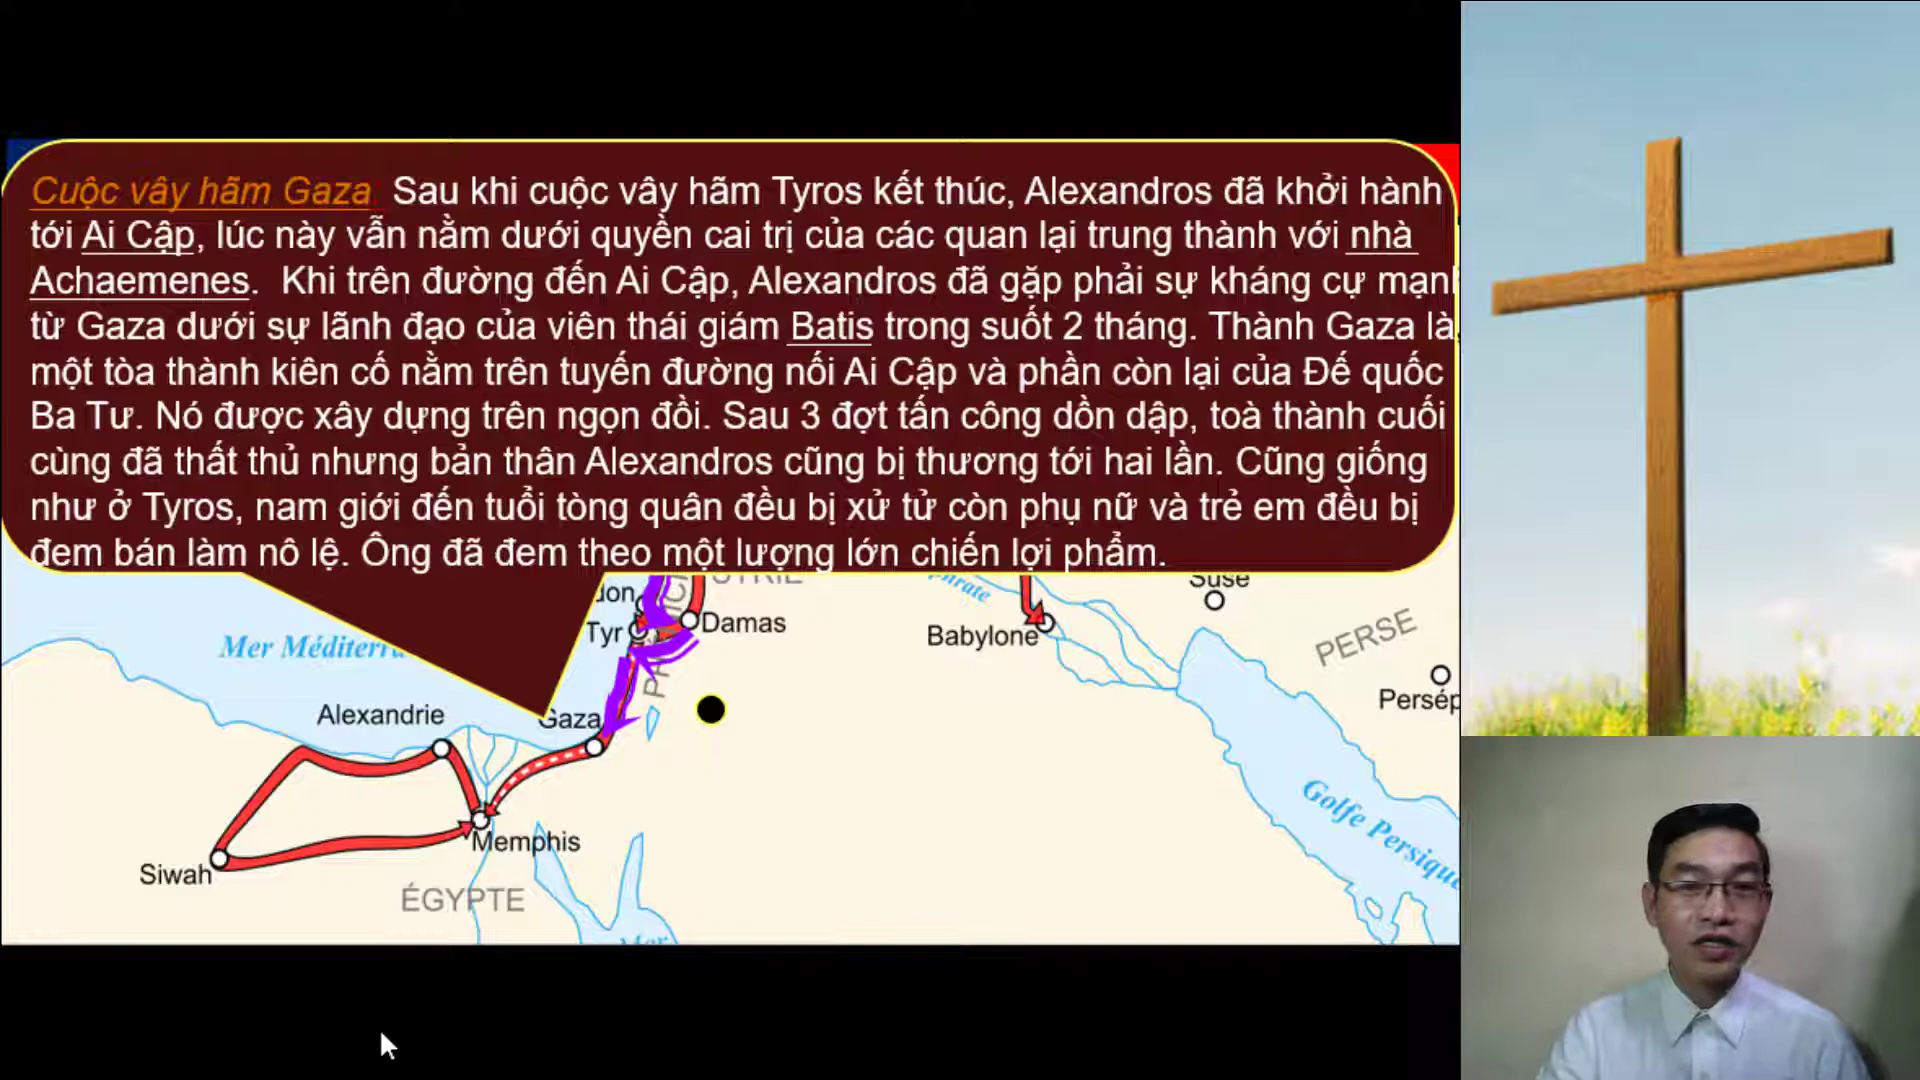 Cuộc vây hãm Gaza Sau khi cuộc vây hãm Tyros kết thúc, Alexandros đã khởi hành
tới Ai Cập, lúc này vẫn nằm dưới quyền cai trị của các quan lại trung thành với nhà
Achaemenes. Khi trên đường đến Ai Cập, Alexandros đã gặp phải sự kháng cự mạnh
từ Gaza dưới sự lãnh đạo của viên thái giám Batis trong suốt 2 tháng. Thành Gaza là
một tòa thành kiên cố nằm trên tuyến đường nối Ai Cập và phần còn lại của Đế quốc
Ba Tư. Nó được xây dựng trên ngọn đồi. Sau 3 đợt tấn công dồn dập, toà thành cuối
cùng đã thất thủ nhưng bản thân Alexandros cũng bị thương tới hai lần. Cũng giống
như ở Tyros, nam giới đến tuổi tòng quân đều bị xử tử còn phụ nữ và trẻ em đều bị
đem bán làm nô lệ. Ông đã đem theo một lượng lớn chiến lợi phẩm.
Suse
don
Damas
Tyr
Babylone
PERSE
Mer Méditerra
Persép
Alexandrie
Gaza
Golfe Persique
Memphis
Siwah
ÉGYPTE
Mer